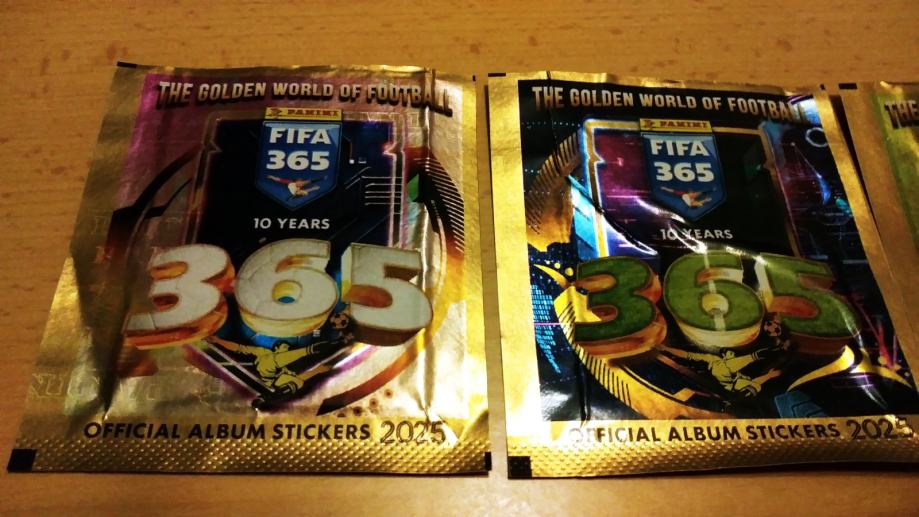 THE GOLDEN WORLD OF FOOTBALL
PANINI
FIFA
365
10 YEARS
365
OFFICIAL ALBUM STICKERS 2025
THE GOLDEN WORLD OF FOOTBALL
PANINI
FIFA
365
10 YEARS
365
OFFICIAL ALBUM STICKERS 2025
THE